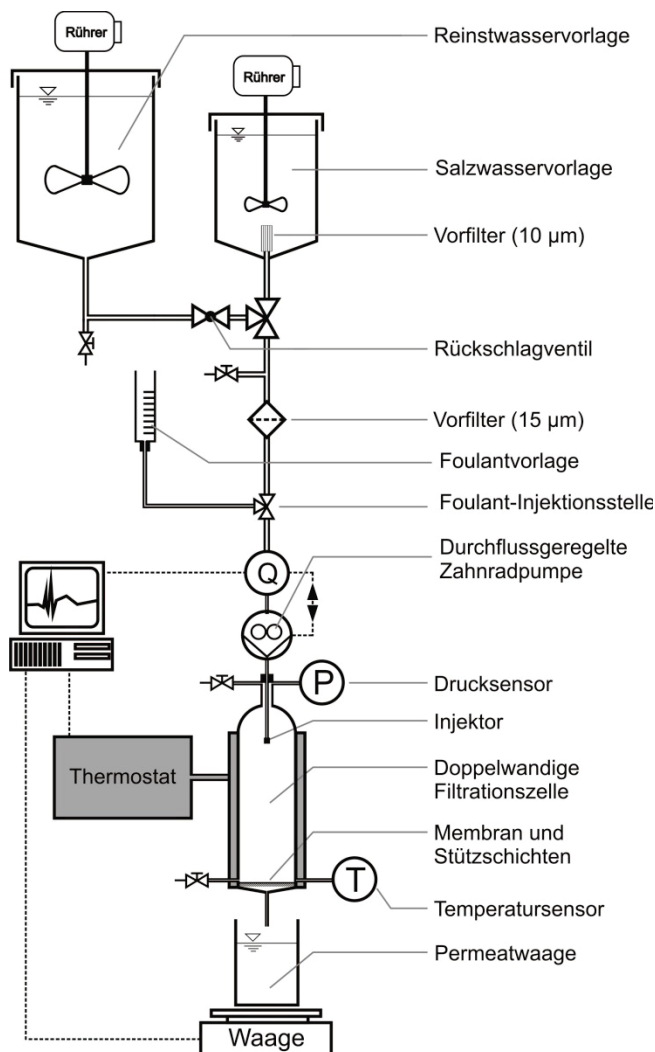 Rührer
Reinstwasservorlage
Rührer
Salzwasservorlage
Vorfilter (10 µm)
Rückschlagventil
Vorfilter (15 µm)
Foulantvorlage
Foulant-Injektionsstelle
Durchflussgeregelte
Zahnradpumpe
Q
P
Drucksensor
Injektor
Thermostat
Doppelwandige
Filtrationszelle
Membran und
Stützschichten
T
Temperatursensor
Permeatwaage
Waage